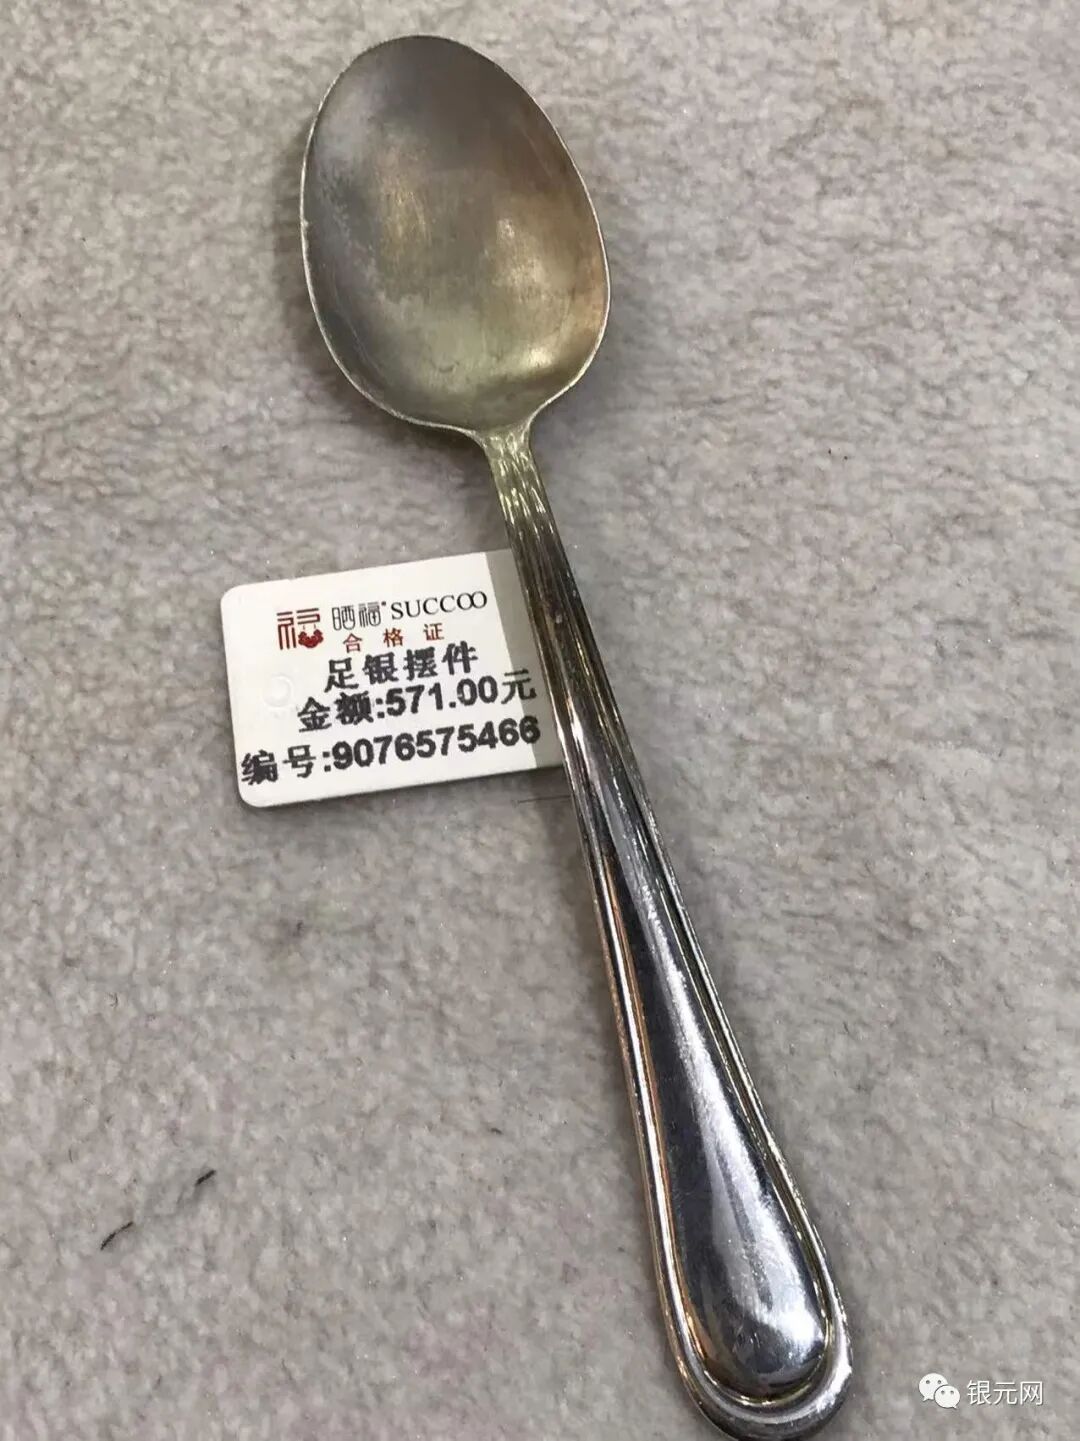 福 晒福 SUCCOO
合格证
足银摆件
金额:571.00元
编号:9076575466
银元网